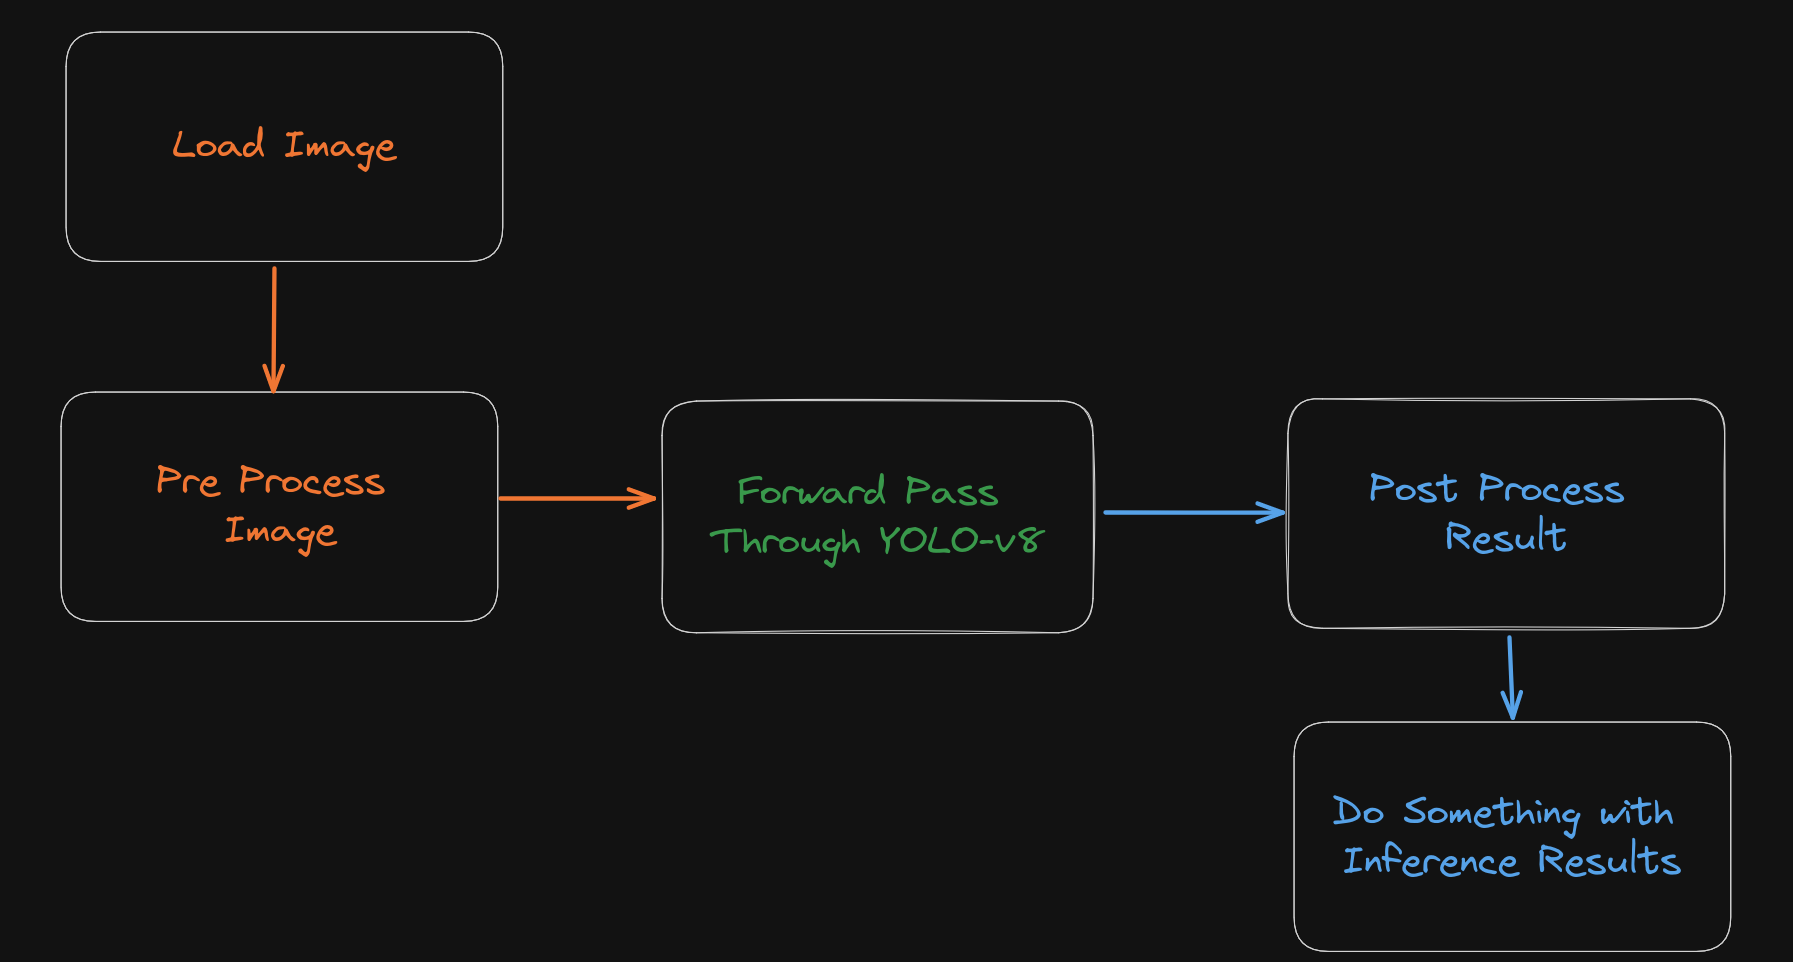 Load Image
Pre Process
Image
Forward Pass
Through YOLO-v8
Post Process
Result
Do Something with
Inference Results